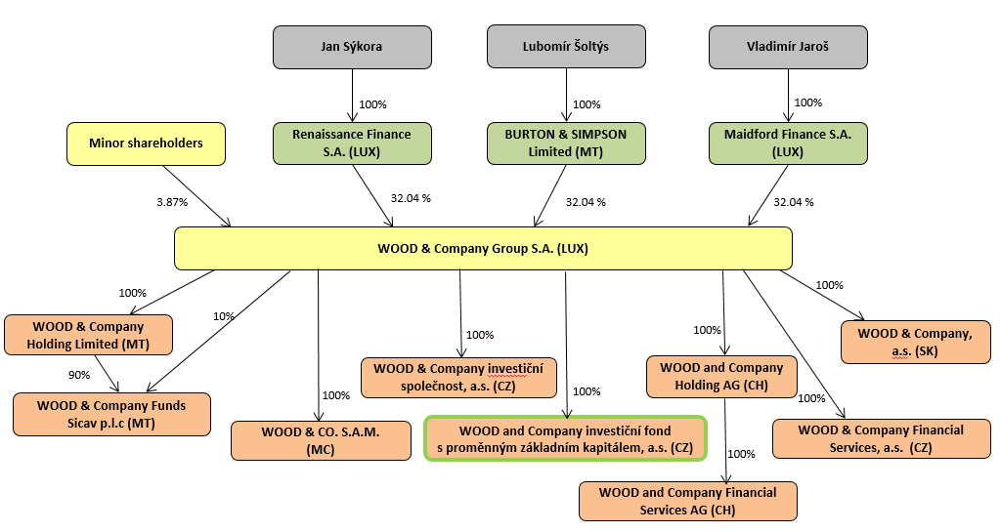 Jan Sýkora
Lubomír Šoltýs
Vladimír Jaroš
100%
100%
100%
Minor shareholders
Renaissance Finance
S.A. (LUX)
BURTON & SIMPSON
Limited (MT)
Maidford Finance S.A.
(LUX)
3.87%
32.04 %
32.04 %
32.04 %
WOOD & Company Group S.A. (LUX)
100%
10%
100%
100%
100%
100%
100%
100%
WOOD & Company
Holding Limited (MT)
90%
WOOD & Company Funds
Sicav p.l.c (MT)
WOOD & CO. S.A.M.
(MC)
WOOD & Company investiční
společnost, a.s. (CZ)
WOOD and Company investiční fond
s proměnným základním kapitálem, a.s. (CZ)
WOOD and Company
Holding AG (CH)
100%
WOOD and Company Financial
Services AG (CH)
WOOD & Company Financial
Services, a.s. (CZ)
WOOD & Company,
a.s. (SK)